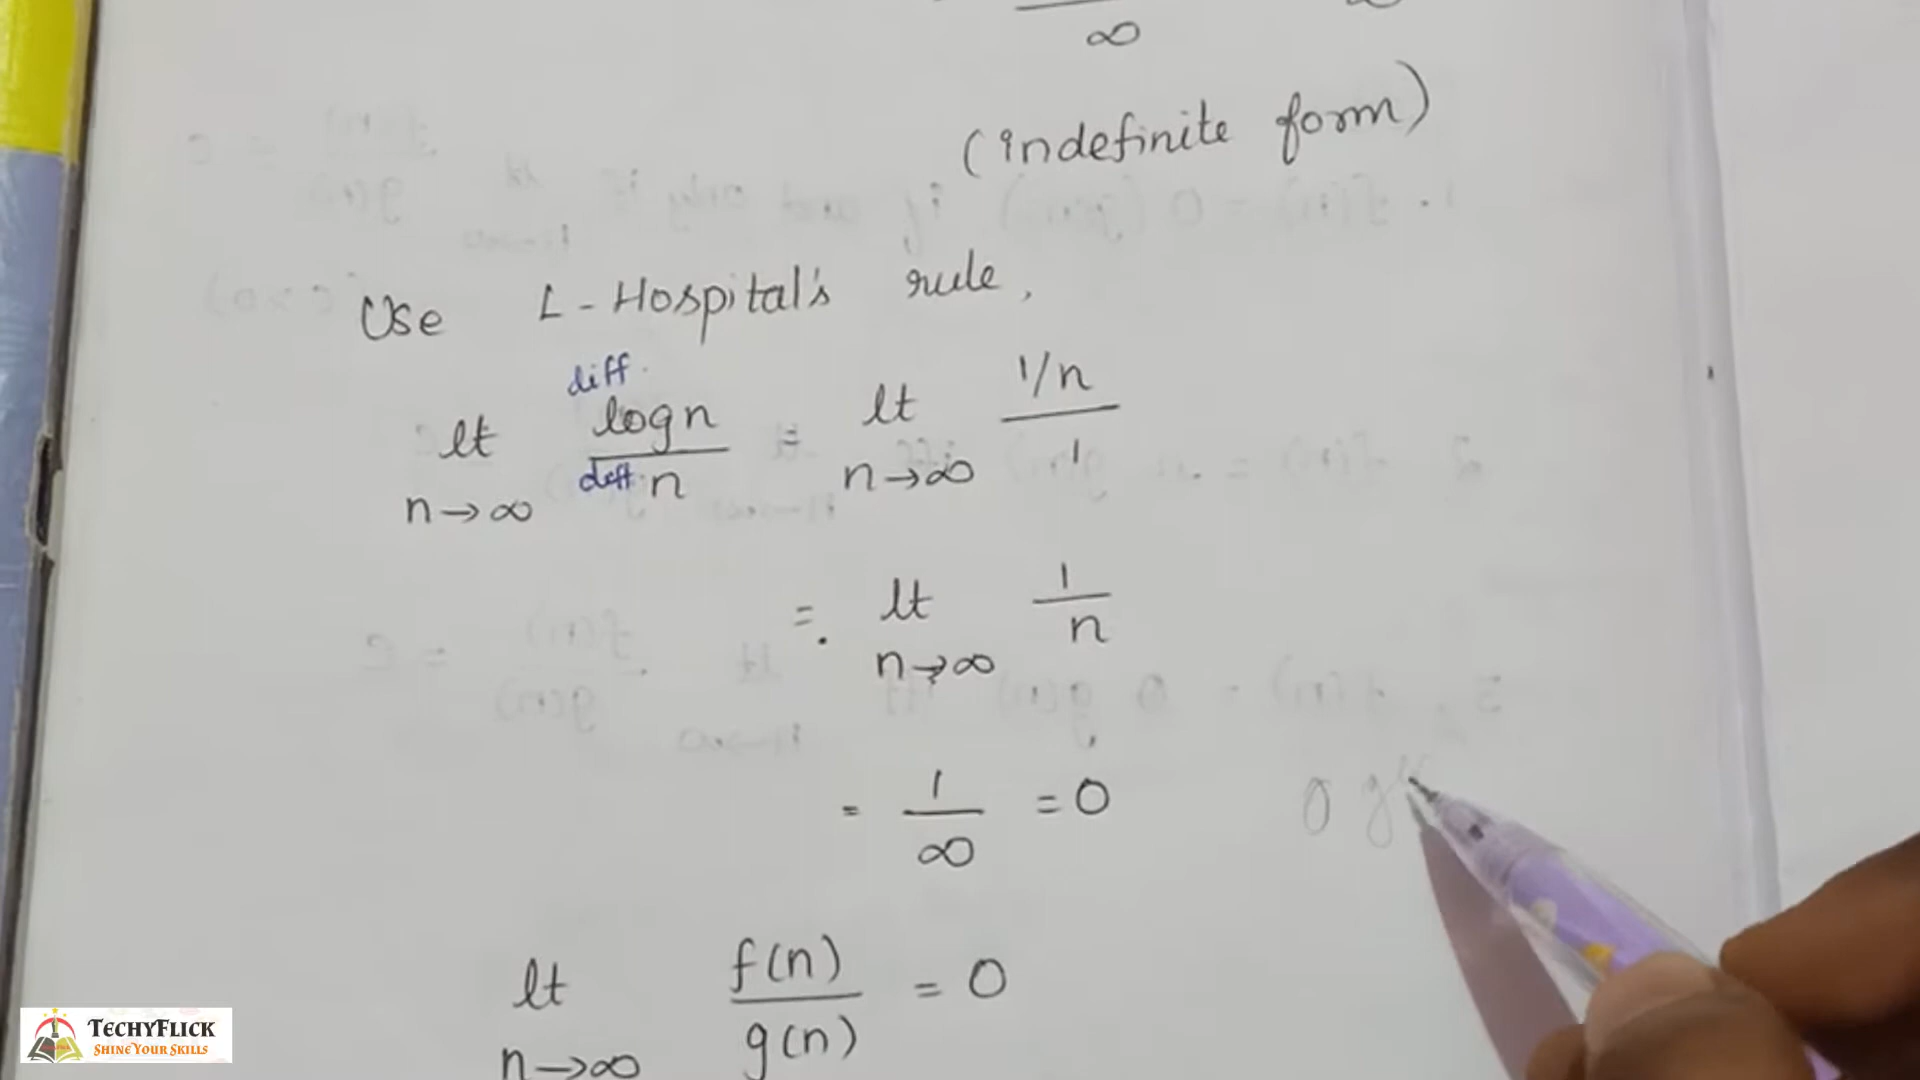 ∞
(indefinite form)
Use L-Hospital's rule,
diff.
lt log n = lt 1/n
n→∞ diff. n n→∞ 1
= lt 1
n→∞ n
= 1 = 0
∞
lt f(n) = 0
n→∞ g(n)
TECHYFLICK
SHINE YOUR SKILLS